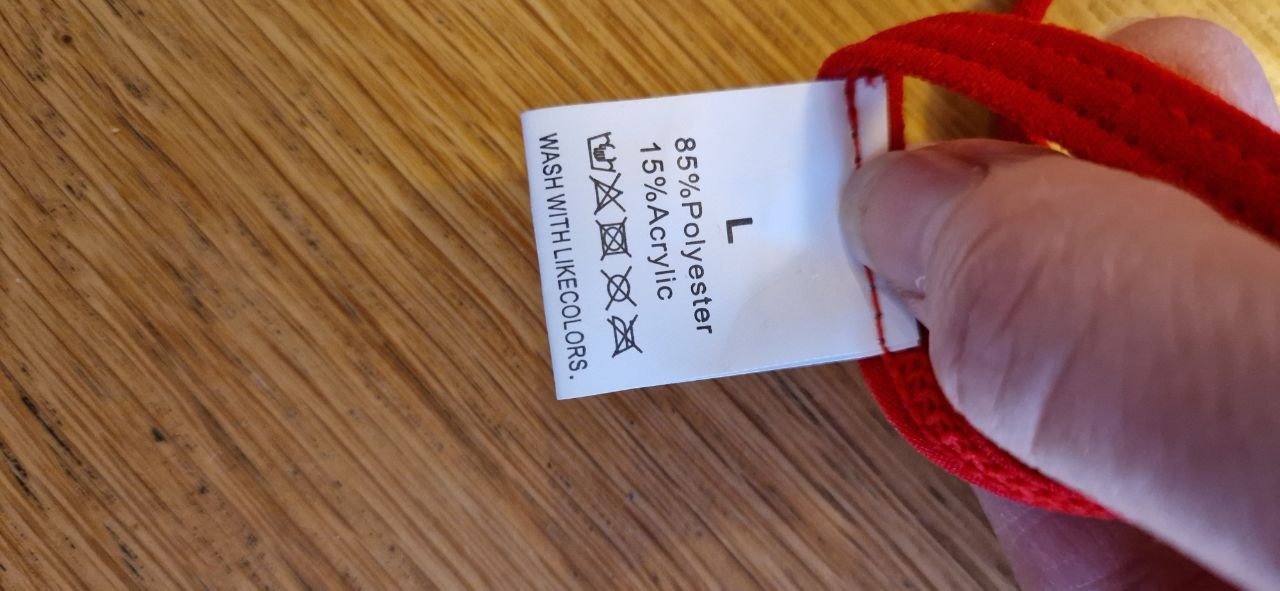 L
85%Polyester
15%Acrylic
WASH WITH LIKECOLORS.